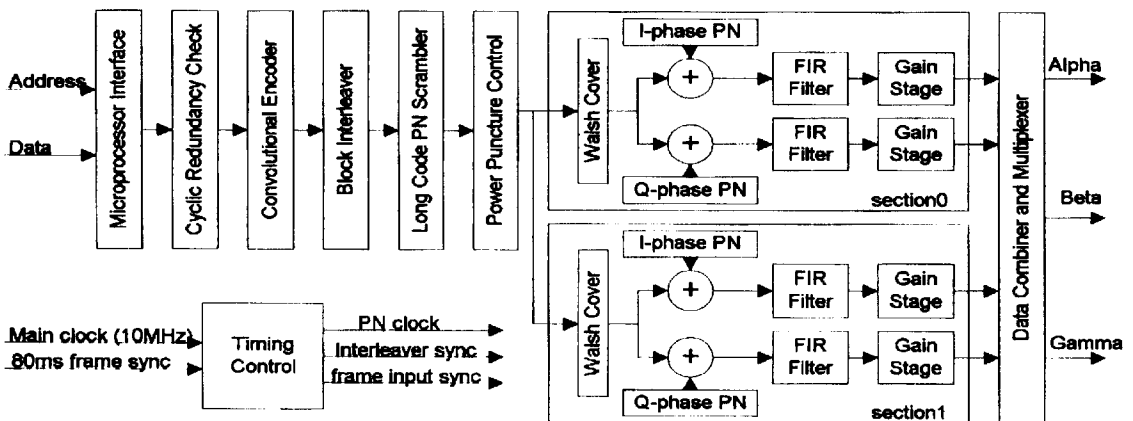 Address
Data
Microprocessor Interface
Cyclic Redundancy Check
Convolutional Encoder
Block Interleaver
Long Code PN Scrambler
Power Puncture Control
Walsh Cover
I-phase PN
+
FIR
Filter
Gain
Stage
+
FIR
Filter
Gain
Stage
Q-phase PN
section0
Walsh Cover
I-phase PN
+
FIR
Filter
Gain
Stage
+
FIR
Filter
Gain
Stage
Q-phase PN
section1
Data Combiner and Multiplexer
Alpha
Beta
Gamma
Main clock (10MHz)
80ms frame sync
Timing
Control
PN clock
Interleaver sync
frame input sync